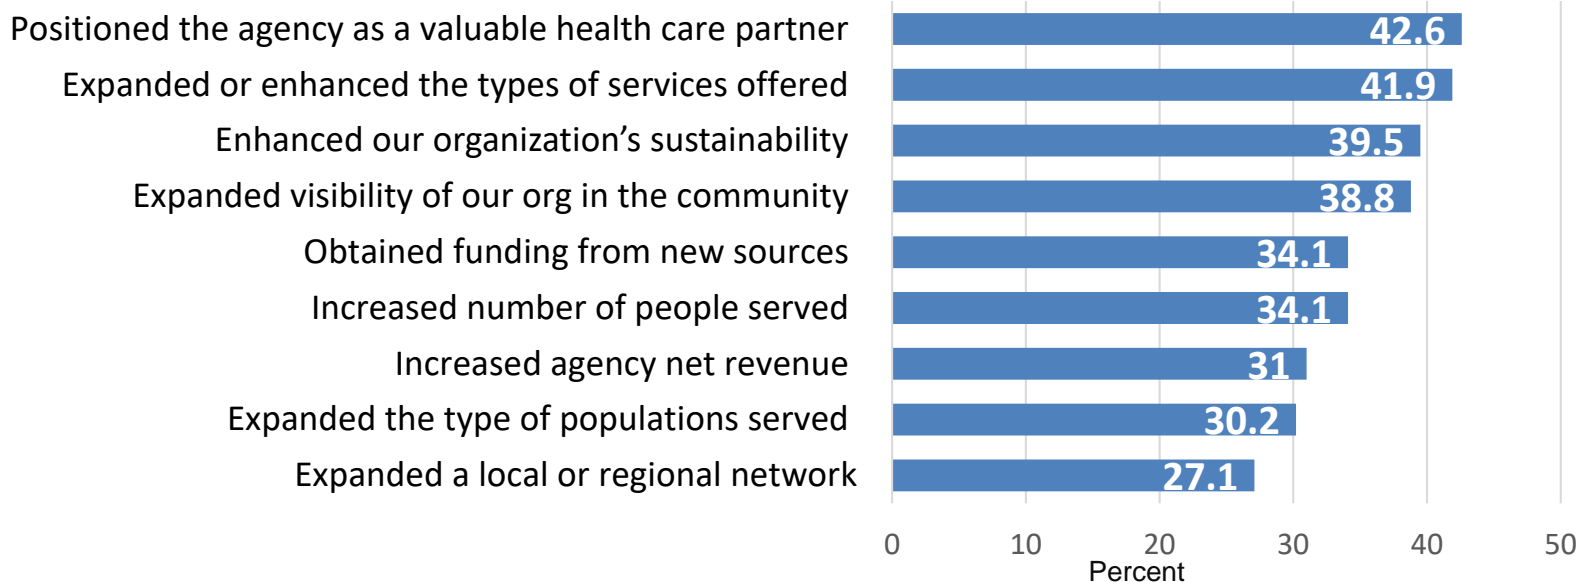 Positioned the agency as a valuable health care partner 42.6
Expanded or enhanced the types of services offered 41.9
Enhanced our organization’s sustainability 39.5
Expanded visibility of our org in the community 38.8
Obtained funding from new sources 34.1
Increased number of people served 34.1
Increased agency net revenue 31
Expanded the type of populations served 30.2
Expanded a local or regional network 27.1
0 10 20 30 40 50
Percent